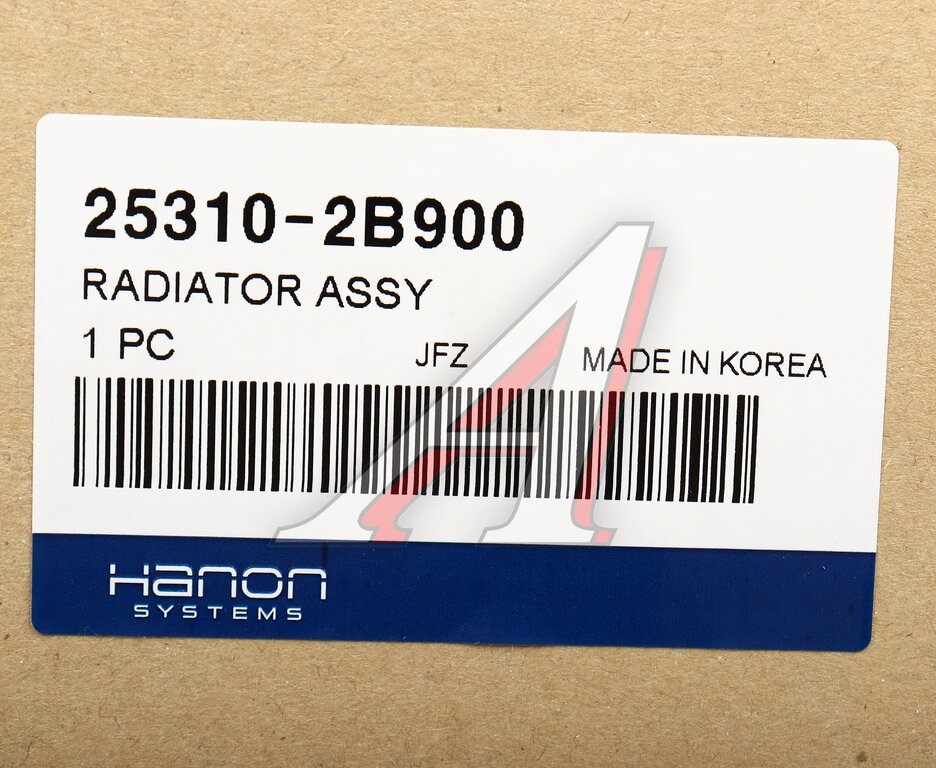 25310-2B900
RADIATOR ASSY
1 PC JFZ MADE IN KOREA
Hanon
SYSTEMS